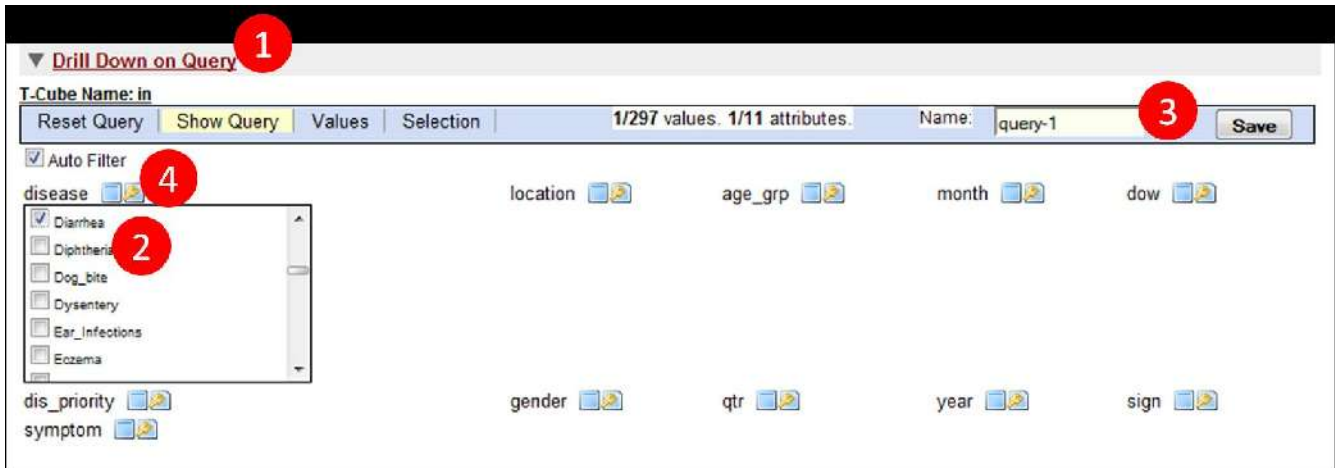 1
▼ Drill Down on Query
T-Cube Name: in
Reset Query | Show Query | Values | Selection | 1/297 values. 1/11 attributes. Name: query-1 3 Save
Auto Filter
4
disease location age_grp month dow
Diarrhea
Diphtheria
2
Dog_bite
Dysentery
Ear_Infections
Eczema
dis_priority gender qtr year sign
symptom